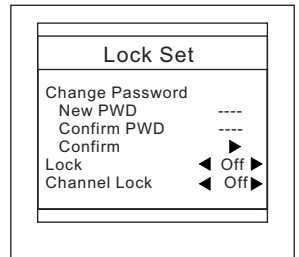 Lock Set
Change Password
New PWD ----
Confirm PWD ----
Confirm ▶
Lock ◀ Off ▶
Channel Lock ◀ Off ▶